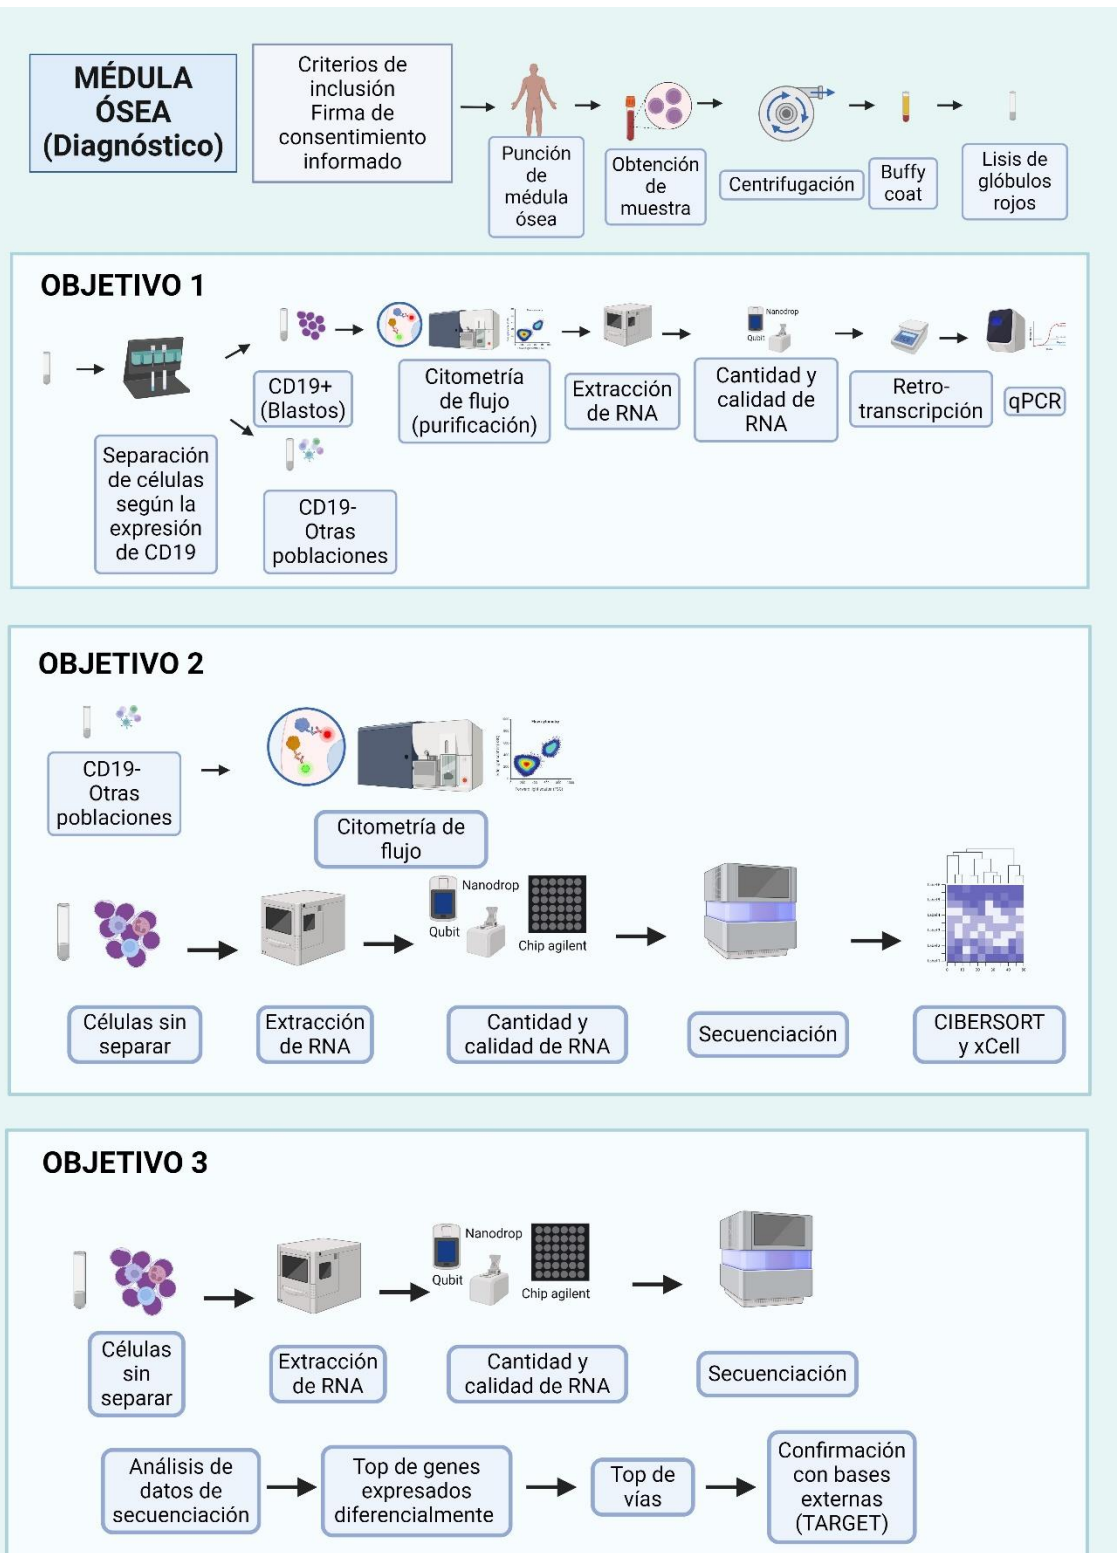 MÉDULA
ÓSEA
(Diagnóstico)
Criterios de
inclusión
Firma de
consentimiento
informado
Punción
de
médula
ósea
Obtención
de
muestra
Centrifugación
Buffy
coat
Lisis de
glóbulos
rojos
OBJETIVO 1
Separación
de células
según la
expresión
de CD19
CD19+
(Blastos)
CD19-
Otras
poblaciones
Citometría
de flujo
(purificación)
Extracción
de RNA
Nanodrop
Qubit
Cantidad y
calidad de
RNA
Retro-
transcripción
qPCR
OBJETIVO 2
CD19-
Otras
poblaciones
Citometría de
flujo
Nanodrop
Qubit
Chip agilent
Células sin
separar
Extracción
de RNA
Cantidad y
calidad de RNA
Secuenciación
CIBERSORT
y xCell
OBJETIVO 3
Nanodrop
Qubit
Chip agilent
Células
sin
separar
Extracción
de RNA
Cantidad y
calidad de RNA
Secuenciación
Análisis de
datos de
secuenciación
Top de genes
expresados
diferencialmente
Top de
vías
Confirmación
con bases
externas
(TARGET)